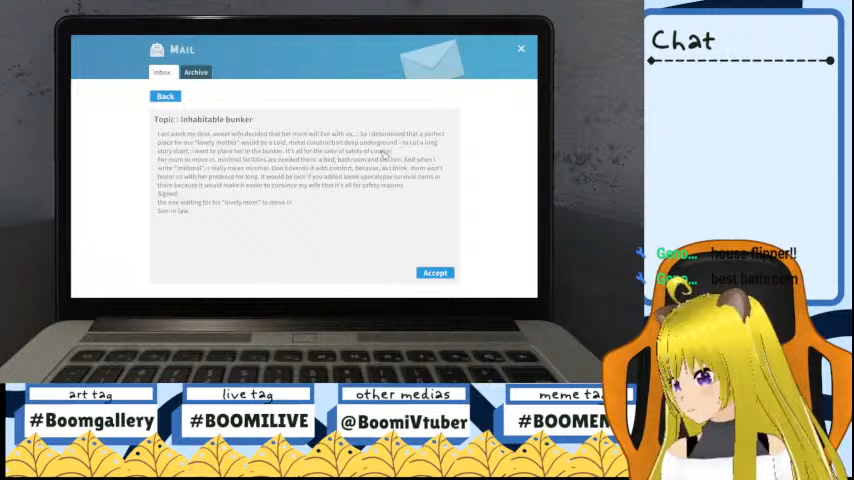 MAIL
Inbox
Archive
Back
Topic : Inhabitable bunker
Last week my dear, sweet wife decided that her mom will live with us... So I determined that a perfect
place for our "lovely mother" would be a cold, metal construction deep underground - to cut a long
story short, I want to place her in the bunker. It's all for the sake of safety of course.
For mom to move in, minimal facilities are needed there: a bed, bathroom and kitchen. And when I
write "minimal", I really mean minimal. Don't overdo it with comfort, because, as I think, mom won't
honor us with her presence for long. It would be nice if you added some apocalypse survival items in
there because it would make it easier to convince my wife that it's all for safety reasons.
Signed:
the one waiting for his "lovely mom" to move in
Son-in-law
Accept
Chat
house flipper!!
best bathroom
art tag
#Boomgallery
live tag
#BOOMILIVE
other medias
@BoomiVtuber
meme ta
#BOOMEM